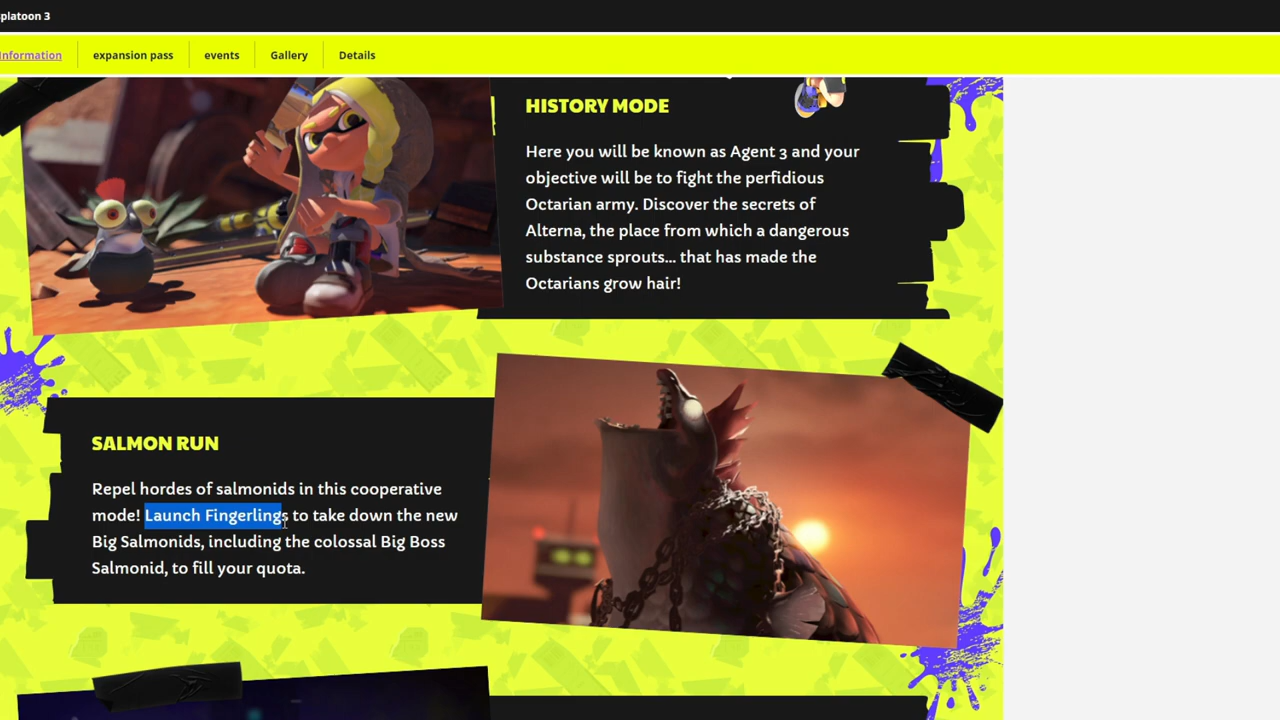 platoon 3
Information
expansion pass
events
Gallery
Details
HISTORY MODE
Here you will be known as Agent 3 and your
objective will be to fight the perfidious
Octarian army. Discover the secrets of
Alterna, the place from which a dangerous
substance sprouts... that has made the
Octarians grow hair!
SALMON RUN
Repel hordes of salmonids in this cooperative
mode! Launch Fingerlings to take down the new
Big Salmonids, including the colossal Big Boss
Salmonid, to fill your quota.